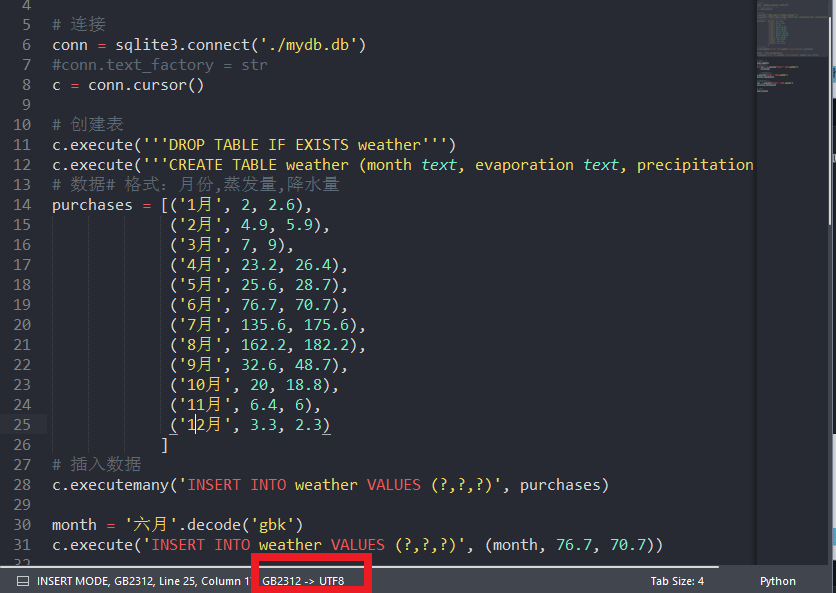 4
5 # 连接
6 conn = sqlite3.connect('./mydb.db')
7 #conn.text_factory = str
8 c = conn.cursor()
9
10 # 创建表
11 c.execute('''DROP TABLE IF EXISTS weather''')
12 c.execute('''CREATE TABLE weather (month text, evaporation text, precipitation
13 # 数据# 格式：月份,蒸发量,降水量
14 purchases = [('1月', 2, 2.6),
15 ('2月', 4.9, 5.9),
16 ('3月', 7, 9),
17 ('4月', 23.2, 26.4),
18 ('5月', 25.6, 28.7),
19 ('6月', 76.7, 70.7),
20 ('7月', 135.6, 175.6),
21 ('8月', 162.2, 182.2),
22 ('9月', 32.6, 48.7),
23 ('10月', 20, 18.8),
24 ('11月', 6.4, 6),
25 ('12月', 3.3, 2.3)
26 ]
27 # 插入数据
28 c.executemany('INSERT INTO weather VALUES (?,?,?)', purchases)
29
30 month = '六月'.decode('gbk')
31 c.execute('INSERT INTO weather VALUES (?,?,?)', (month, 76.7, 70.7))
32
INSERT MODE, GB2312, Line 25, Column 1 GB2312 -> UTF8 Tab Size: 4 Python